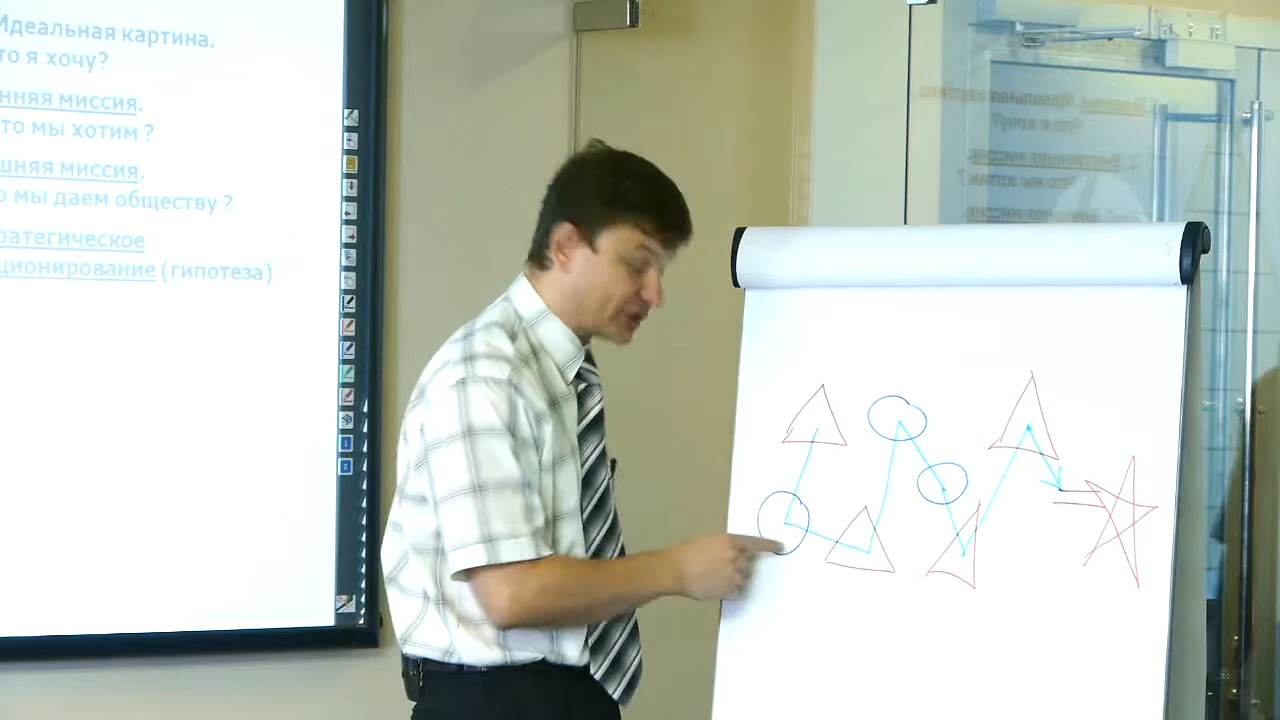 Идеальная картина.
то я хочу?
нняя миссия.
то мы хотим ?
шняя миссия.
о мы даем обществу ?
ратегическое
ционирование (гипотеза)